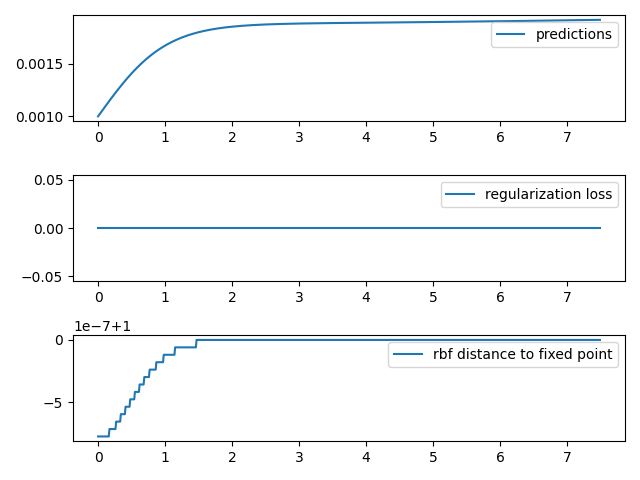 predictions
0.0015
0.0010
0 1 2 3 4 5 6 7
0.05
regularization loss
0.00
−0.05
0 1 2 3 4 5 6 7
1e−7+1
0
rbf distance to fixed point
−5
0 1 2 3 4 5 6 7